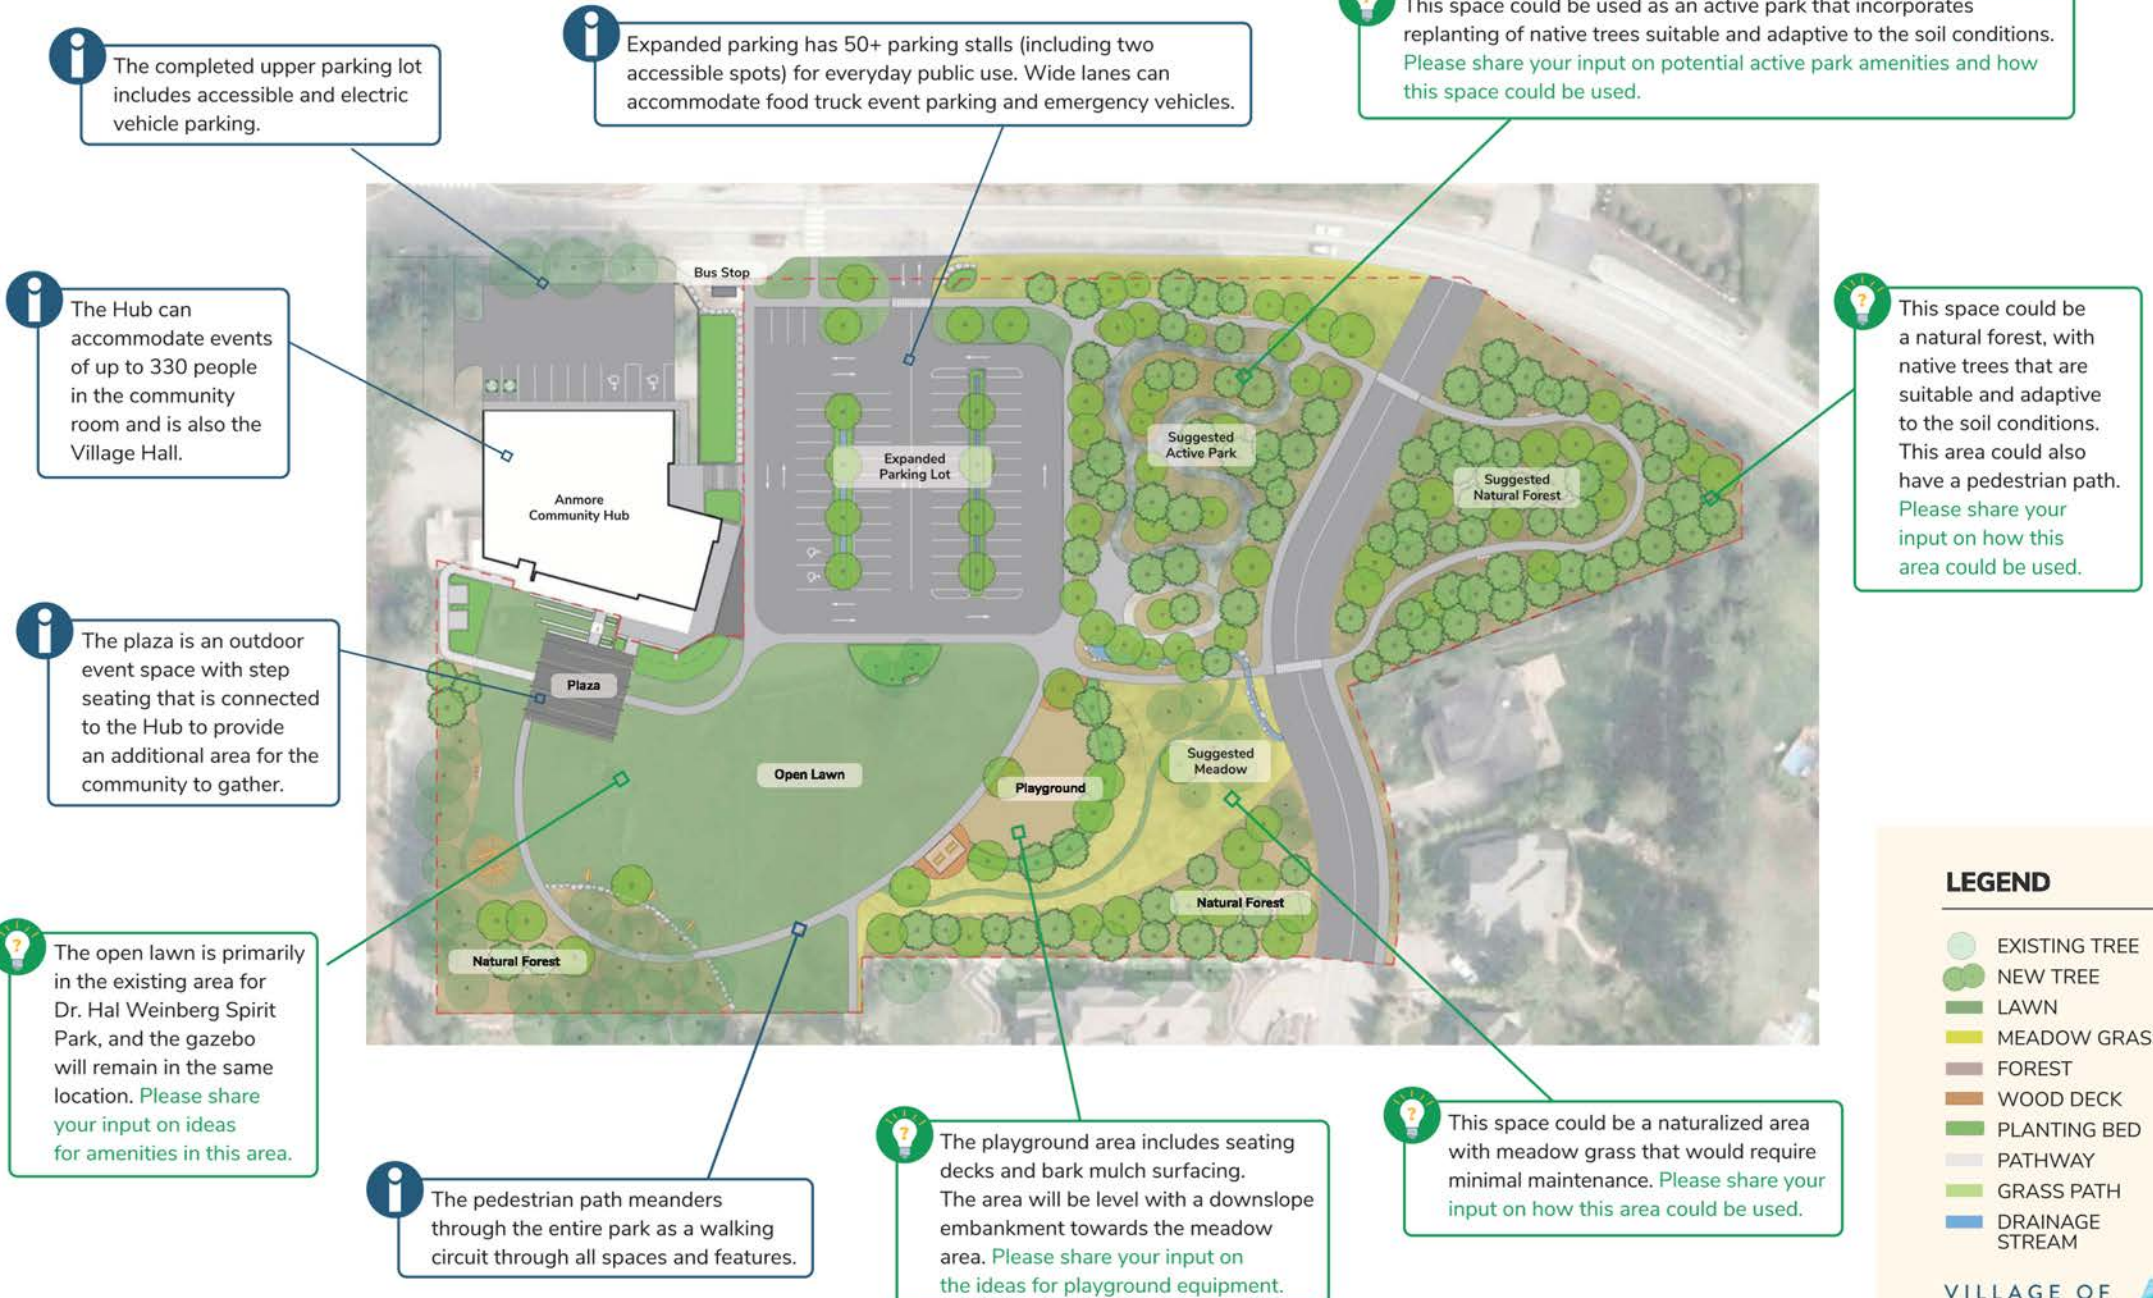 This space could be used as an active park that incorporates
replanting of native trees suitable and adaptive to the soil conditions.
Please share your input on potential active park amenities and how
this space could be used.
The completed upper parking lot
includes accessible and electric
vehicle parking.
Expanded parking has 50+ parking stalls (including two
accessible spots) for everyday public use. Wide lanes can
accommodate food truck event parking and emergency vehicles.
The Hub can
accommodate events
of up to 330 people
in the community
room and is also the
Village Hall.
Bus Stop
This space could be
a natural forest, with
native trees that are
suitable and adaptive
to the soil conditions.
This area could also
have a pedestrian path.
Please share your
input on how this
area could be used.
Suggested
Active Park
Expanded
Parking Lot
Suggested
Natural Forest
Anmore
Community Hub
The plaza is an outdoor
event space with step
seating that is connected
to the Hub to provide
an additional area for the
community to gather.
Plaza
Open Lawn
Playground
Suggested
Meadow
Natural Forest
Natural Forest
The open lawn is primarily
in the existing area for
Dr. Hal Weinberg Spirit
Park, and the gazebo
will remain in the same
location. Please share
your input on ideas
for amenities in this area.
LEGEND
EXISTING TREE
NEW TREE
LAWN
MEADOW GRAS
FOREST
WOOD DECK
PLANTING BED
PATHWAY
GRASS PATH
DRAINAGE
STREAM
The pedestrian path meanders
through the entire park as a walking
circuit through all spaces and features.
The playground area includes seating
decks and bark mulch surfacing.
The area will be level with a downslope
embankment towards the meadow
area. Please share your input on
the ideas for playground equipment.
This space could be a naturalized area
with meadow grass that would require
minimal maintenance. Please share your
input on how this area could be used.
VILLAGE OF